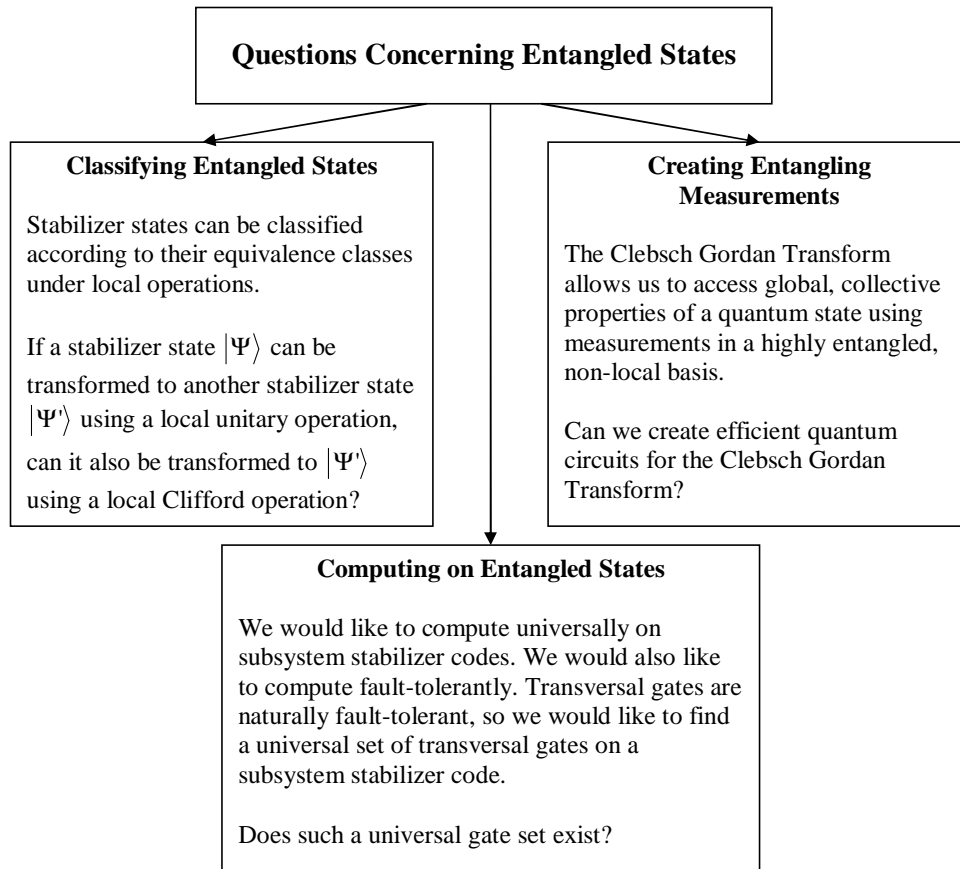 Questions Concerning Entangled States
Classifying Entangled States
Stabilizer states can be classified
according to their equivalence classes
under local operations.
If a stabilizer state |Ψ⟩ can be
transformed to another stabilizer state
|Ψ'⟩ using a local unitary operation,
can it also be transformed to |Ψ'⟩
using a local Clifford operation?
Creating Entangling
Measurements
The Clebsch Gordan Transform
allows us to access global, collective
properties of a quantum state using
measurements in a highly entangled,
non-local basis.
Can we create efficient quantum
circuits for the Clebsch Gordan
Transform?
Computing on Entangled States
We would like to compute universally on
subsystem stabilizer codes. We would also like
to compute fault-tolerantly. Transversal gates are
naturally fault-tolerant, so we would like to find
a universal set of transversal gates on a
subsystem stabilizer code.
Does such a universal gate set exist?